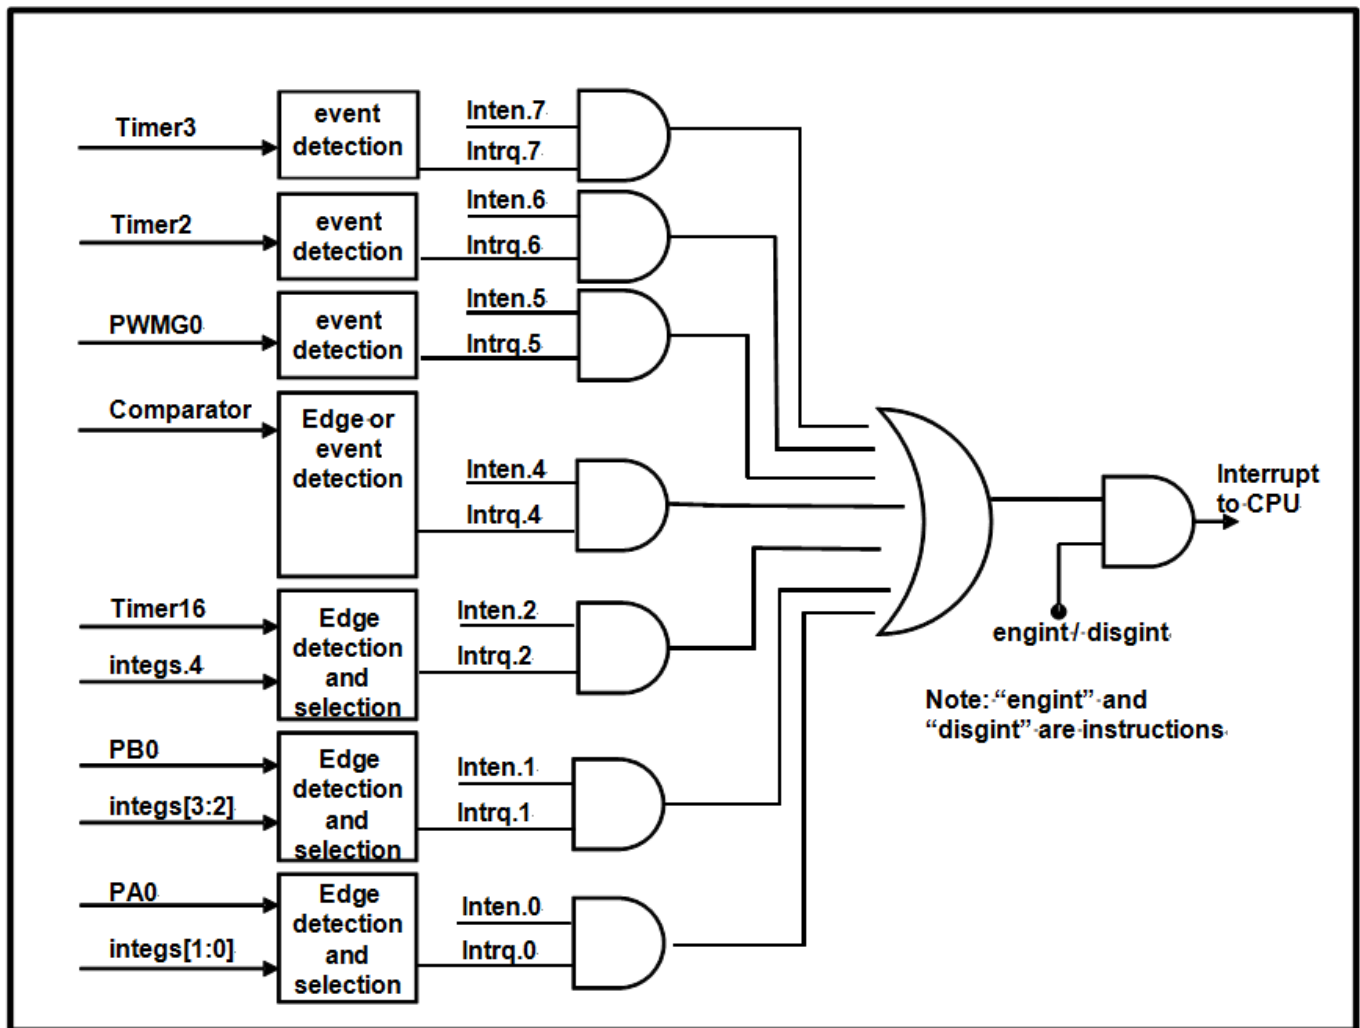 Timer3
event
detection
Inten.7
Intrq.7
Timer2
event
detection
Inten.6
Intrq.6
PWMG0
event
detection
Inten.5
Intrq.5
Comparator
Edge or
event
detection
Inten.4
Intrq.4
Timer16
integs.4
Edge
detection
and
selection
Inten.2
Intrq.2
PB0
integs[3:2]
Edge
detection
and
selection
Inten.1
Intrq.1
PA0
integs[1:0]
Edge
detection
and
selection
Inten.0
Intrq.0
Interrupt
to CPU
engint / disgint
Note: “engint” and
“disgint” are instructions